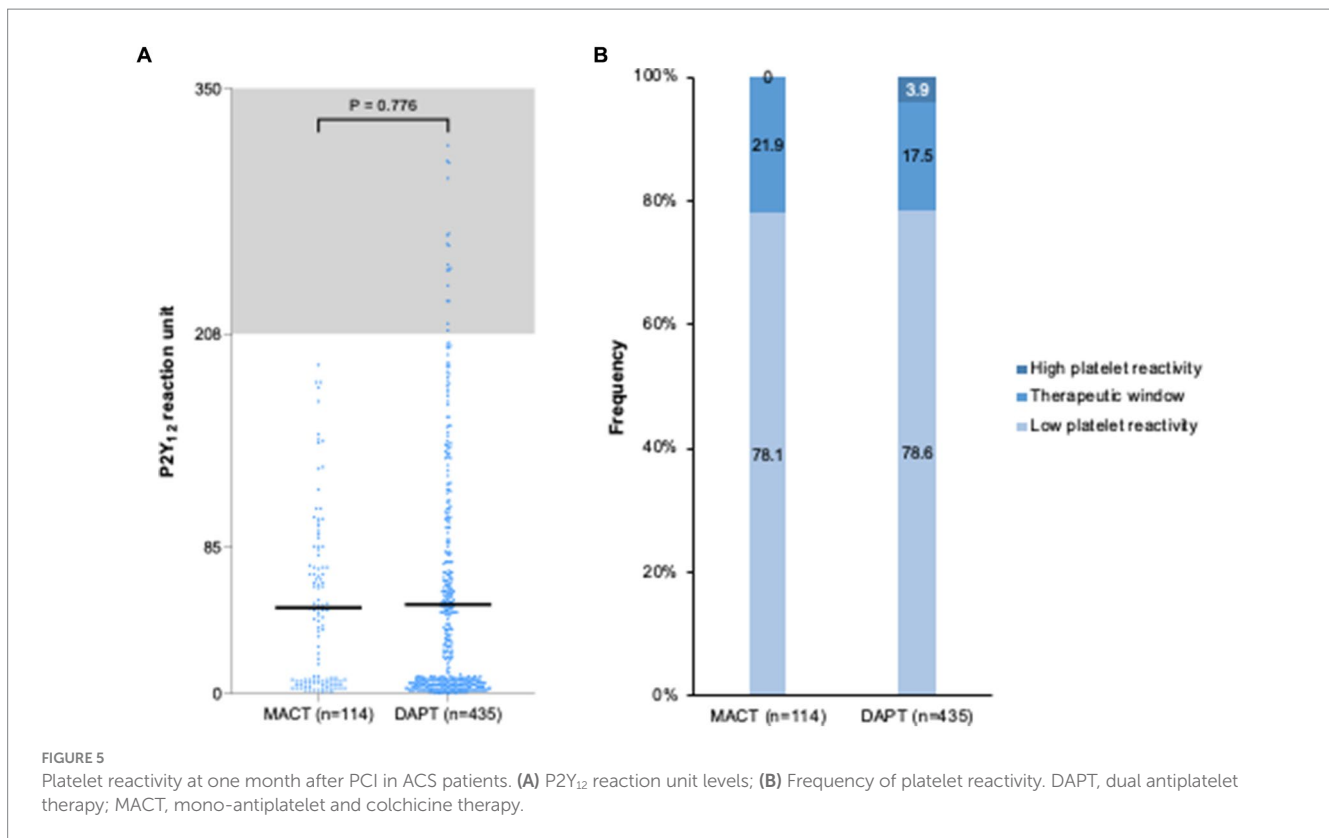 A
350
P = 0.776
208
85
0
P2Y₁₂ reaction unit
MACT (n=114) DAPT (n=435)
B
100%
80%
60%
40%
20%
0%
Frequency
0
21.9
78.1
3.9
17.5
78.6
MACT (n=114) DAPT (n=435)
High platelet reactivity
Therapeutic window
Low platelet reactivity
FIGURE 5
Platelet reactivity at one month after PCI in ACS patients. (A) P2Y₁₂ reaction unit levels; (B) Frequency of platelet reactivity. DAPT, dual antiplatelet
therapy; MACT, mono-antiplatelet and colchicine therapy.